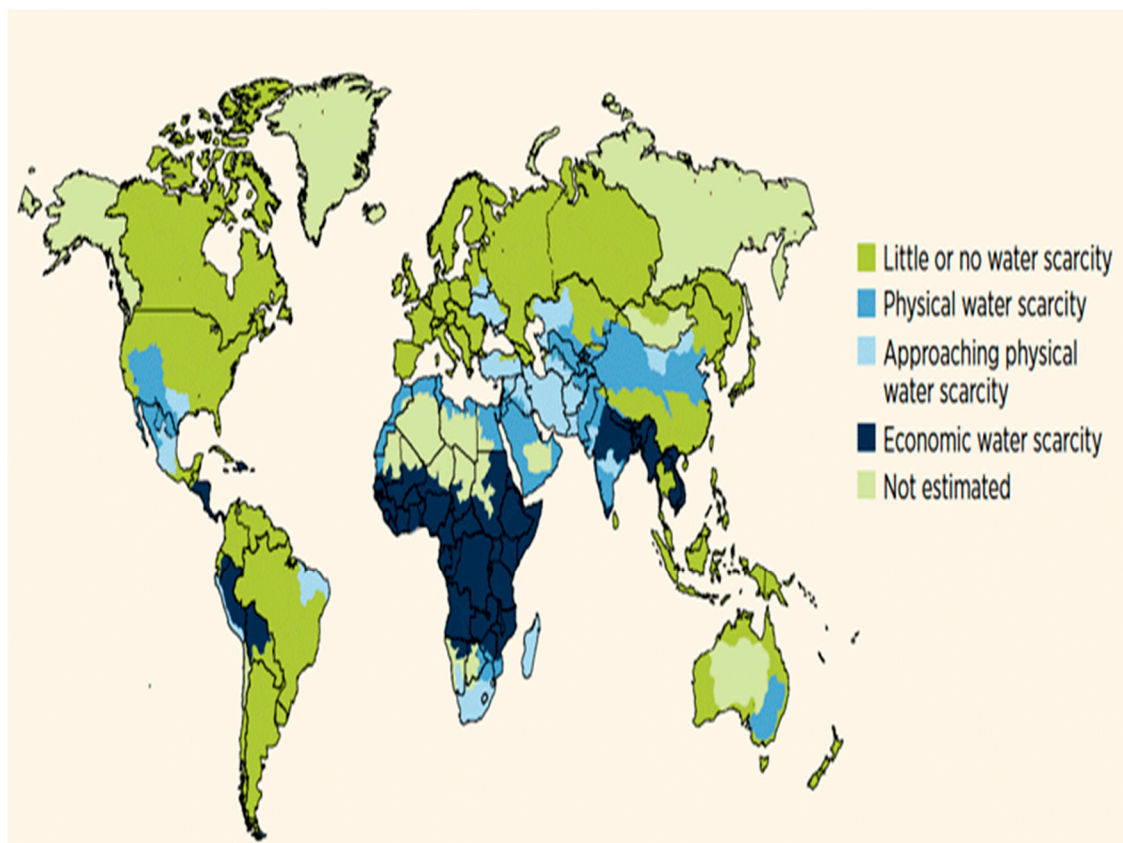 Little or no water scarcity
Physical water scarcity
Approaching physical
water scarcity
Economic water scarcity
Not estimated